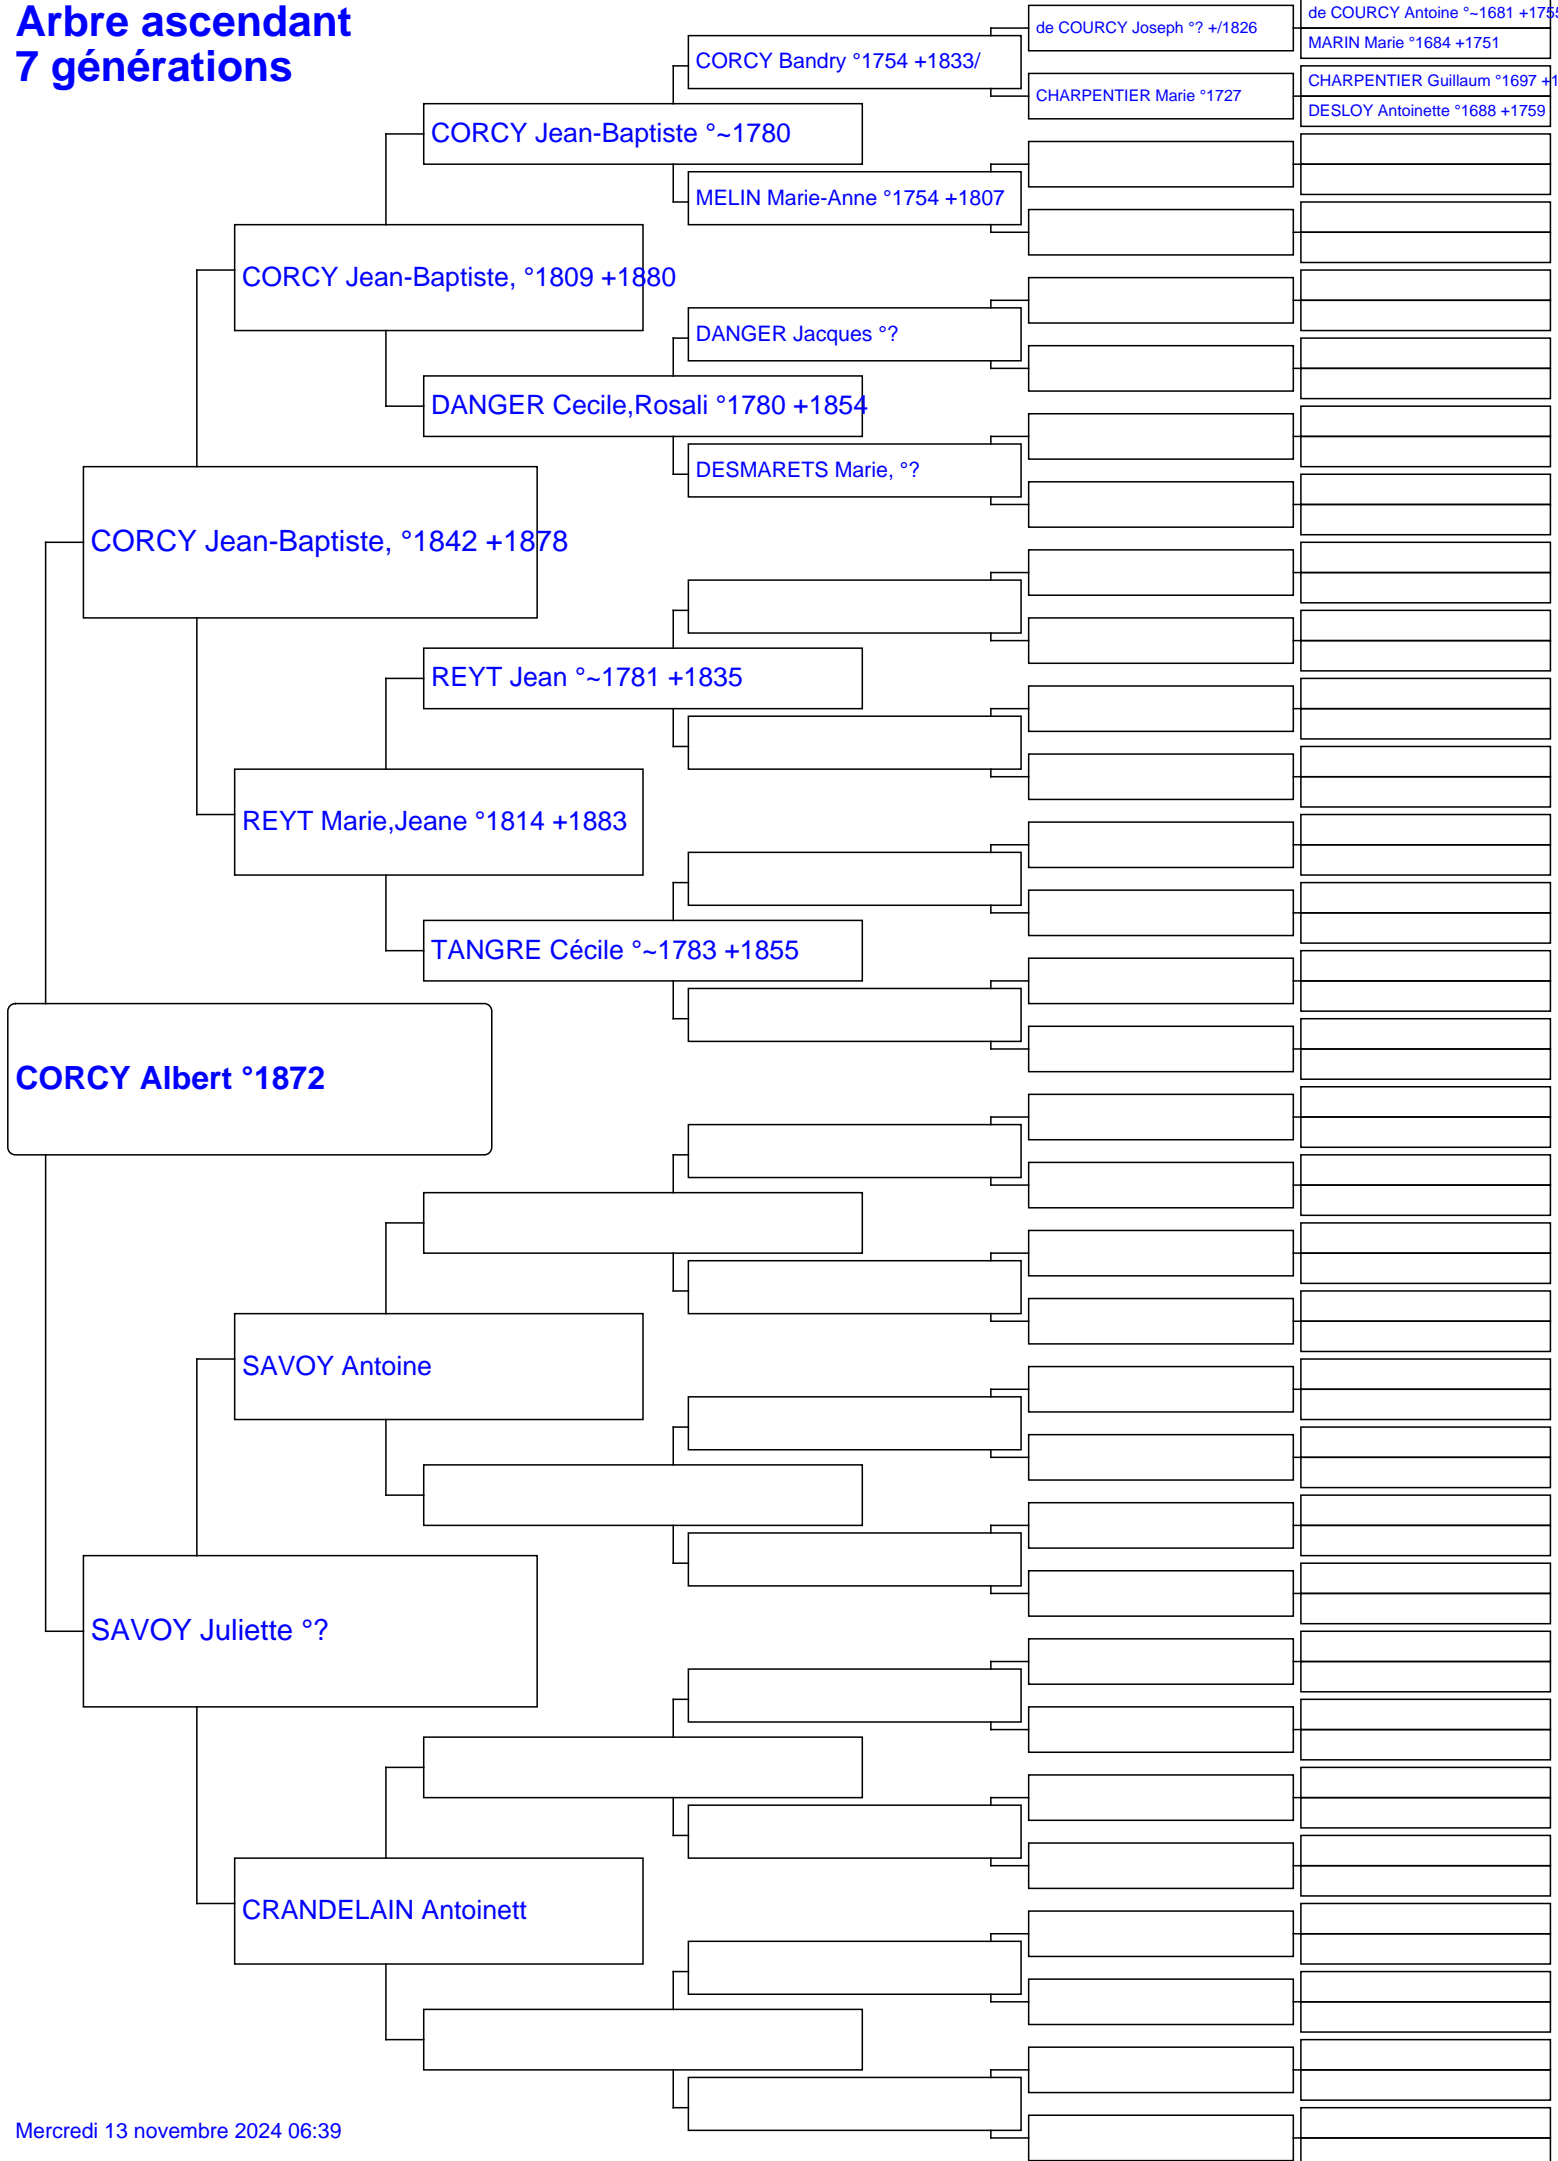 Arbre ascendant
7 générations
de COURCY Antoine °~1681 +1755
de COURCY Joseph °? +/1826
MARIN Marie °1684 +1751
CORCY Bandry °1754 +1833/
CHARPENTIER Guillaum °1697 +1
CHARPENTIER Marie °1727
DESLOY Antoinette °1688 +1759
CORCY Jean-Baptiste °~1780
MELIN Marie-Anne °1754 +1807
CORCY Jean-Baptiste, °1809 +1880
DANGER Jacques °?
DANGER Cecile,Rosali °1780 +1854
DESMARETS Marie, °?
CORCY Jean-Baptiste, °1842 +1878
REYT Jean °~1781 +1835
REYT Marie,Jeane °1814 +1883
TANGRE Cécile °~1783 +1855
CORCY Albert °1872
SAVOY Antoine
SAVOY Juliette °?
CRANDELAIN Antoinett
Mercredi 13 novembre 2024 06:39